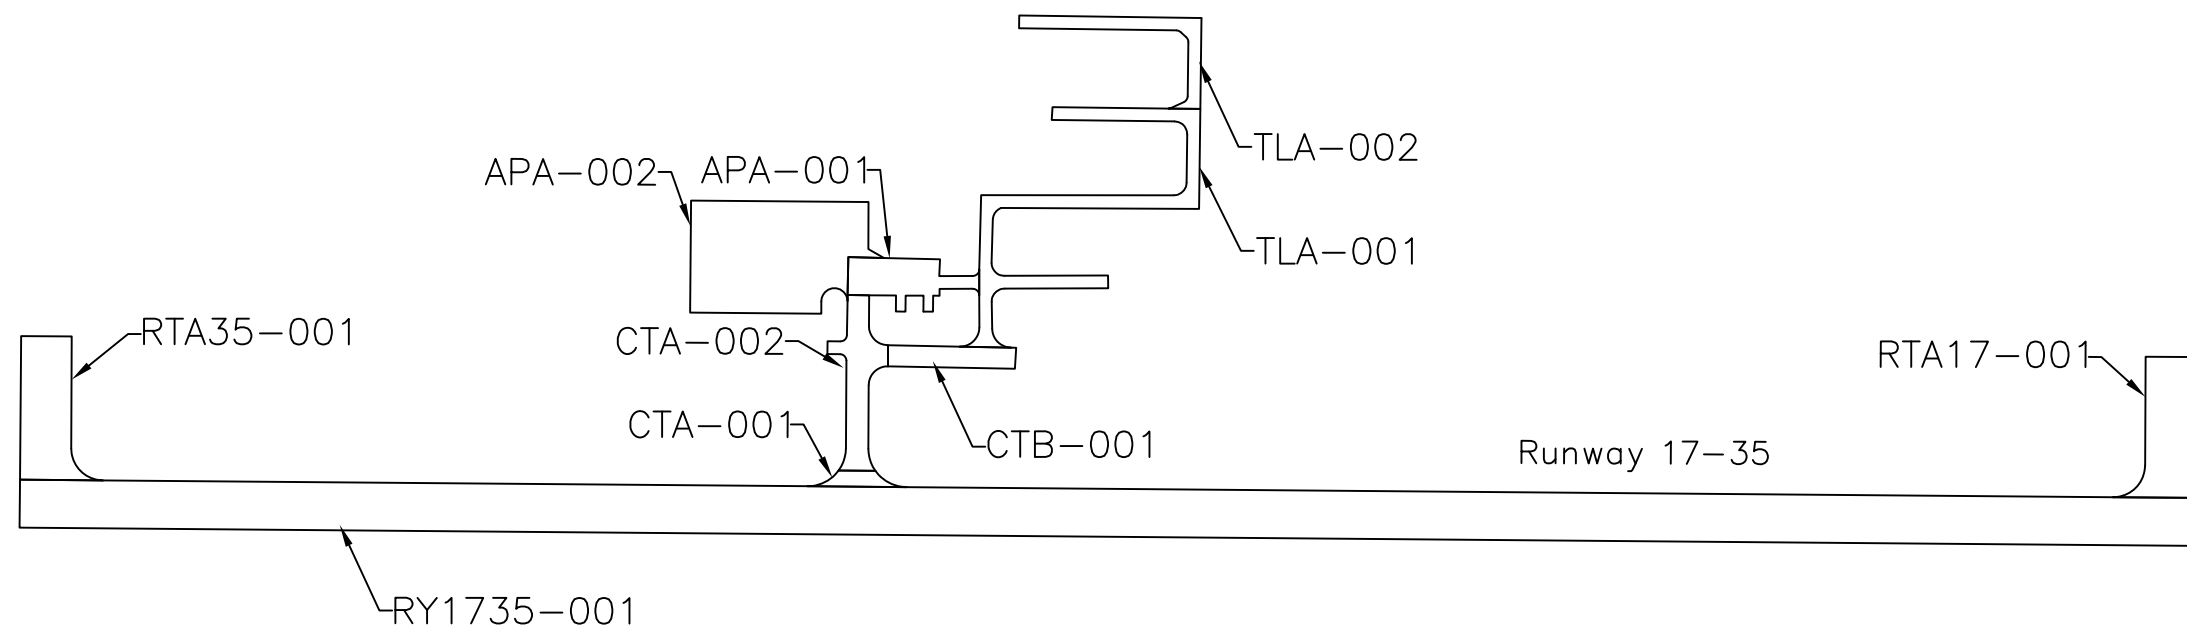 TLA-002
APA-002
APA-001
TLA-001
RTA35-001
CTA-002
RTA17-001
CTA-001
CTB-001
Runway 17-35
RY1735-001